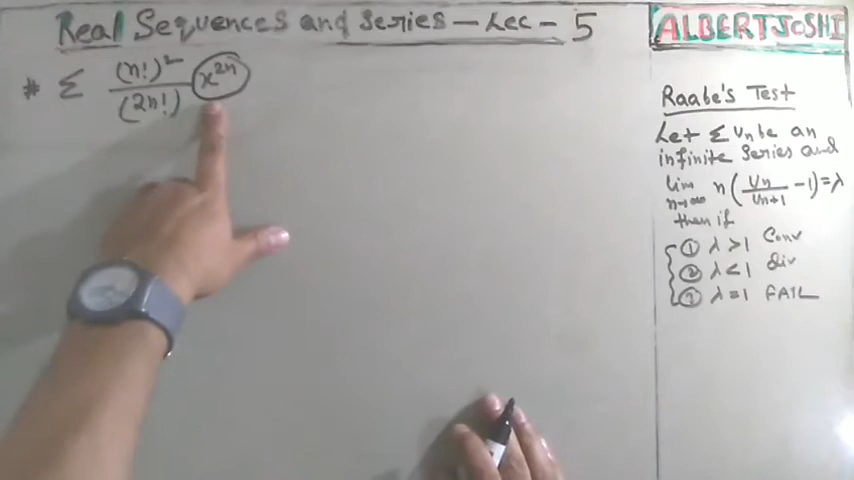 Real Sequences and series - Lec - 5
ALBERTJOSHI
# Σ (n!)² / (2n!) x²ⁿ
Raabe's Test
Let Σ Un be an
infinite series and
lim n→∞ n(Un/Un+1 - 1) = λ
then if
① λ > 1 Conv
② λ < 1 div
③ λ = 1 FAIL